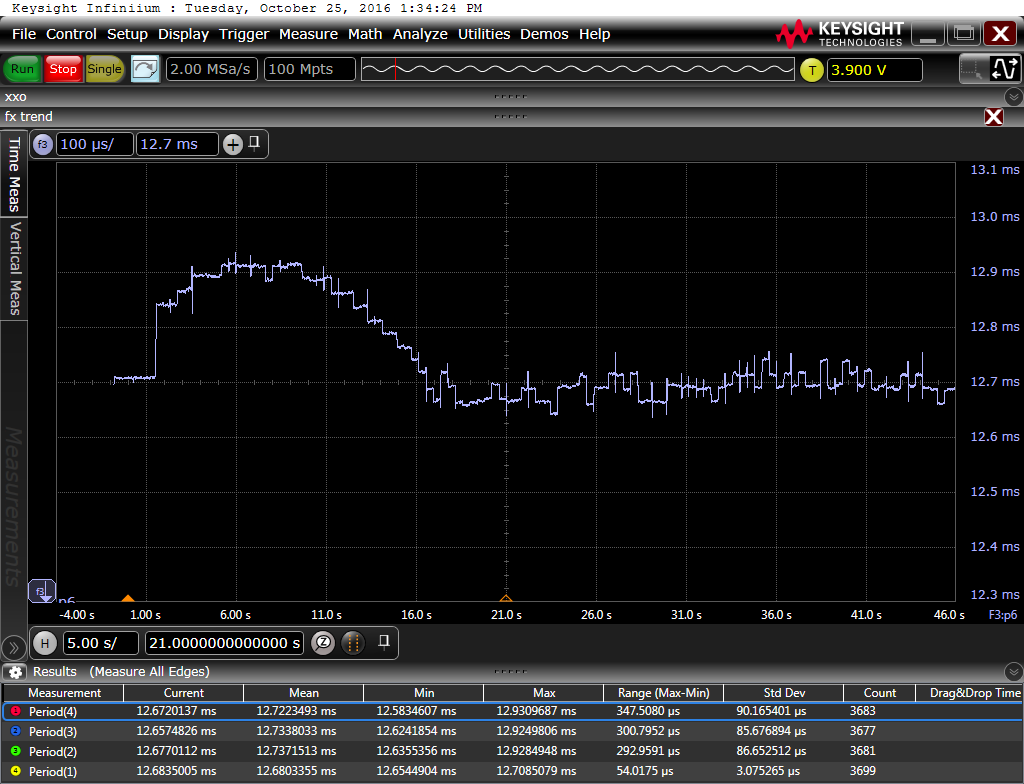 Keysight Infiniium : Tuesday, October 25, 2016 1:34:24 PM
File Control Setup Display Trigger Measure Math Analyze Utilities Demos Help
KEYSIGHT
TECHNOLOGIES
Run Stop Single 2.00 MSa/s 100 Mpts T 3.900 V
xxo
fx trend
Time Meas
Vertical Meas
Measurements
f3 100 µs/ 12.7 ms
13.1 ms
13.0 ms
12.9 ms
12.8 ms
12.7 ms
12.6 ms
12.5 ms
12.4 ms
12.3 ms
f3 p6
-4.00 s 1.00 s 6.00 s 11.0 s 16.0 s 21.0 s 26.0 s 31.0 s 36.0 s 41.0 s 46.0 s F3:p6
H 5.00 s/ 21.0000000000000 s Z
Results (Measure All Edges)
Measurement Current Mean Min Max Range (Max-Min) Std Dev Count Drag&Drop Time
1 Period(4) 12.6720137 ms 12.7223493 ms 12.5834607 ms 12.9309687 ms 347.5080 µs 90.165401 µs 3683
2 Period(3) 12.6574826 ms 12.7338033 ms 12.6241854 ms 12.9249806 ms 300.7952 µs 85.676894 µs 3677
3 Period(2) 12.6770112 ms 12.7371513 ms 12.6355356 ms 12.9284948 ms 292.9591 µs 86.652512 µs 3681
4 Period(1) 12.6835005 ms 12.6803355 ms 12.6544904 ms 12.7085079 ms 54.0175 µs 3.075265 µs 3699